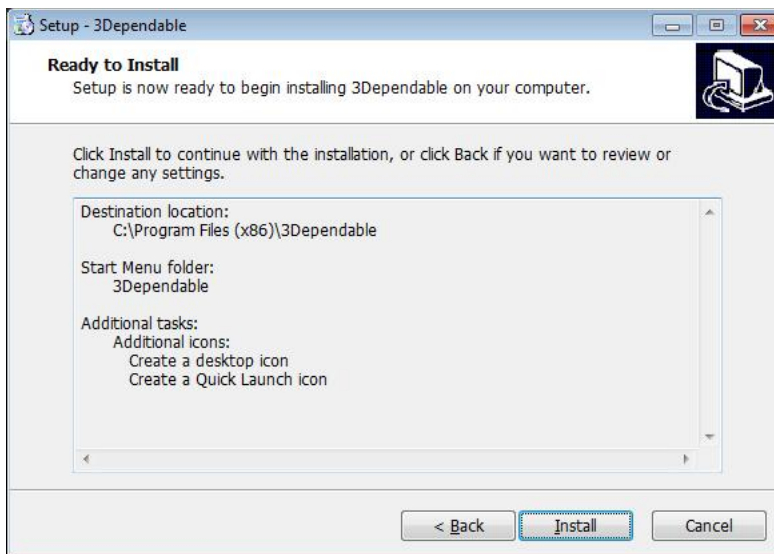 Setup - 3Dependable
Ready to Install
Setup is now ready to begin installing 3Dependable on your computer.
Click Install to continue with the installation, or click Back if you want to review or
change any settings.
Destination location:
C:\Program Files (x86)\3Dependable
Start Menu folder:
3Dependable
Additional tasks:
Additional icons:
Create a desktop icon
Create a Quick Launch icon
< Back
Install
Cancel